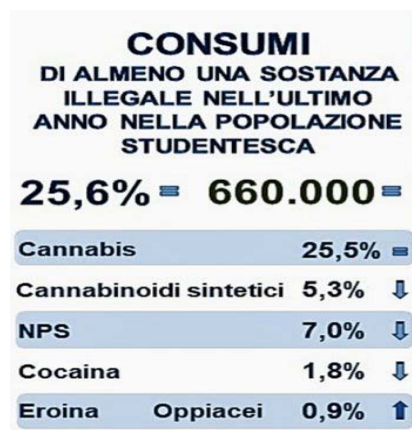 CONSUMI
DI ALMENO UNA SOSTANZA
ILLEGALE NELL'ULTIMO
ANNO NELLA POPOLAZIONE
STUDENTESCA
25,6% = 660.000 =
Cannabis 25,5% =
Cannabinoidi sintetici 5,3% ⇩
NPS 7,0% ⇩
Cocaina 1,8% ⇩
Eroina Oppiacei 0,9% ⬆